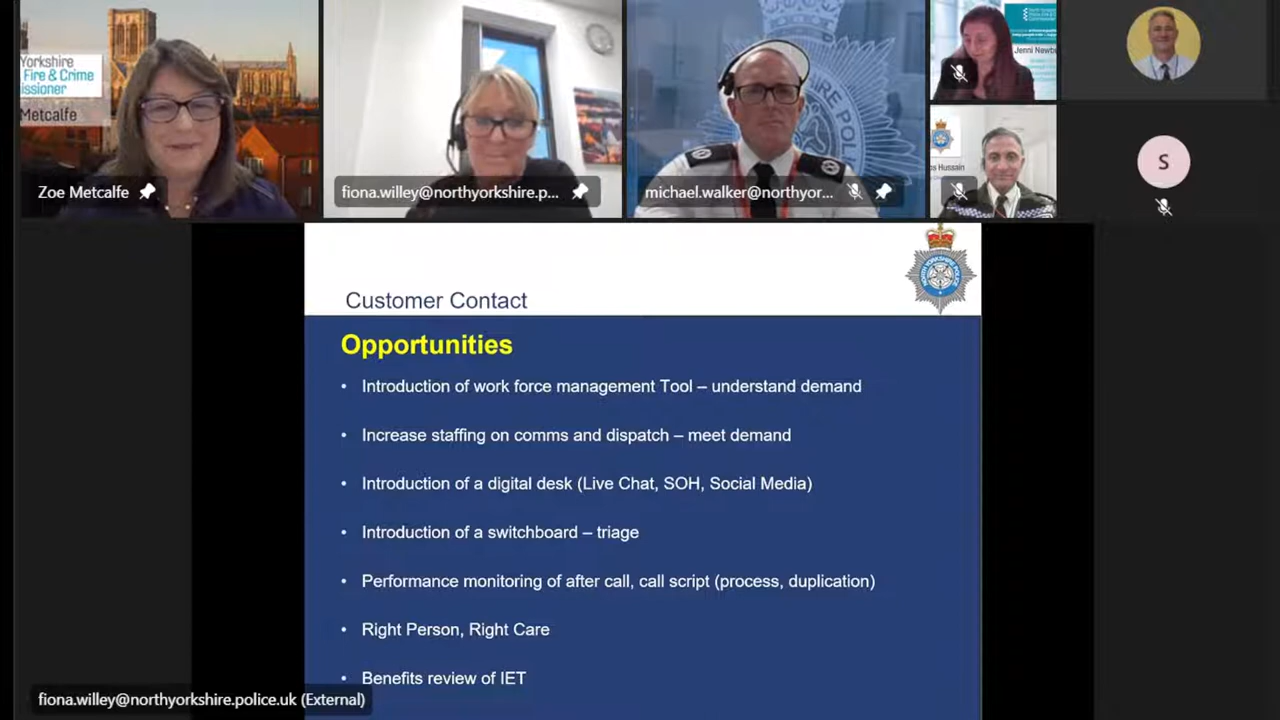 Yorkshire
Fire & Crime
issioner
Metcalfe
Zoe Metcalfe
fiona.willey@northyorkshire.p...
michael.walker@northyor...
Jenni Newb
Hussain
S
Customer Contact
Opportunities
• Introduction of work force management Tool – understand demand
• Increase staffing on comms and dispatch – meet demand
• Introduction of a digital desk (Live Chat, SOH, Social Media)
• Introduction of a switchboard – triage
• Performance monitoring of after call, call script (process, duplication)
• Right Person, Right Care
• Benefits review of IET
fiona.willey@northyorkshire.police.uk (External)